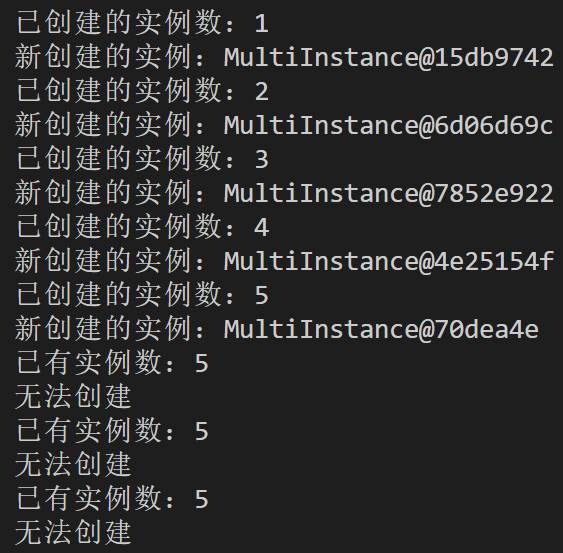 已创建的实例数：1
新创建的实例：MultiInstance@15db9742
已创建的实例数：2
新创建的实例：MultiInstance@6d06d69c
已创建的实例数：3
新创建的实例：MultiInstance@7852e922
已创建的实例数：4
新创建的实例：MultiInstance@4e25154f
已创建的实例数：5
新创建的实例：MultiInstance@70dea4e
已有实例数：5
无法创建
已有实例数：5
无法创建
已有实例数：5
无法创建